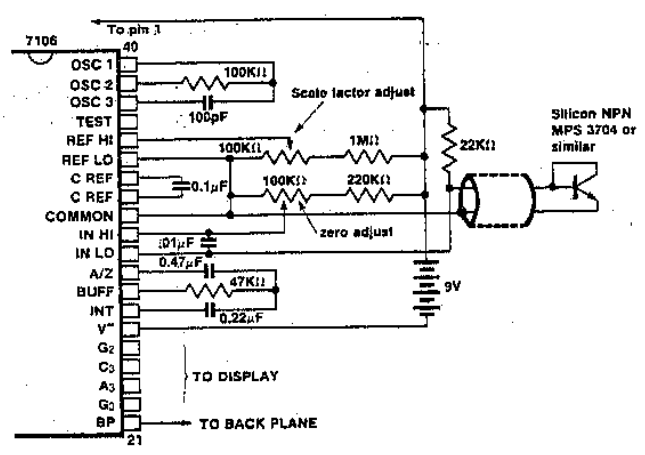 To pin 1
7106
40
OSC 1
OSC 2
100KΩ
OSC 3
100pF
TEST
Scale factor adjust
REF HI
REF LO
100KΩ
1MΩ
22KΩ
Silicon NPN
MPS 3704 or
similar
C REF
0.1μF
C REF
100KΩ
220KΩ
COMMON
IN HI
.01μF
zero adjust
IN LO
0.47μF
A/Z
BUFF
47KΩ
9V
INT
0.22μF
V⁻
G2
C3
A3
TO DISPLAY
G3
BP
TO BACK PLANE
21